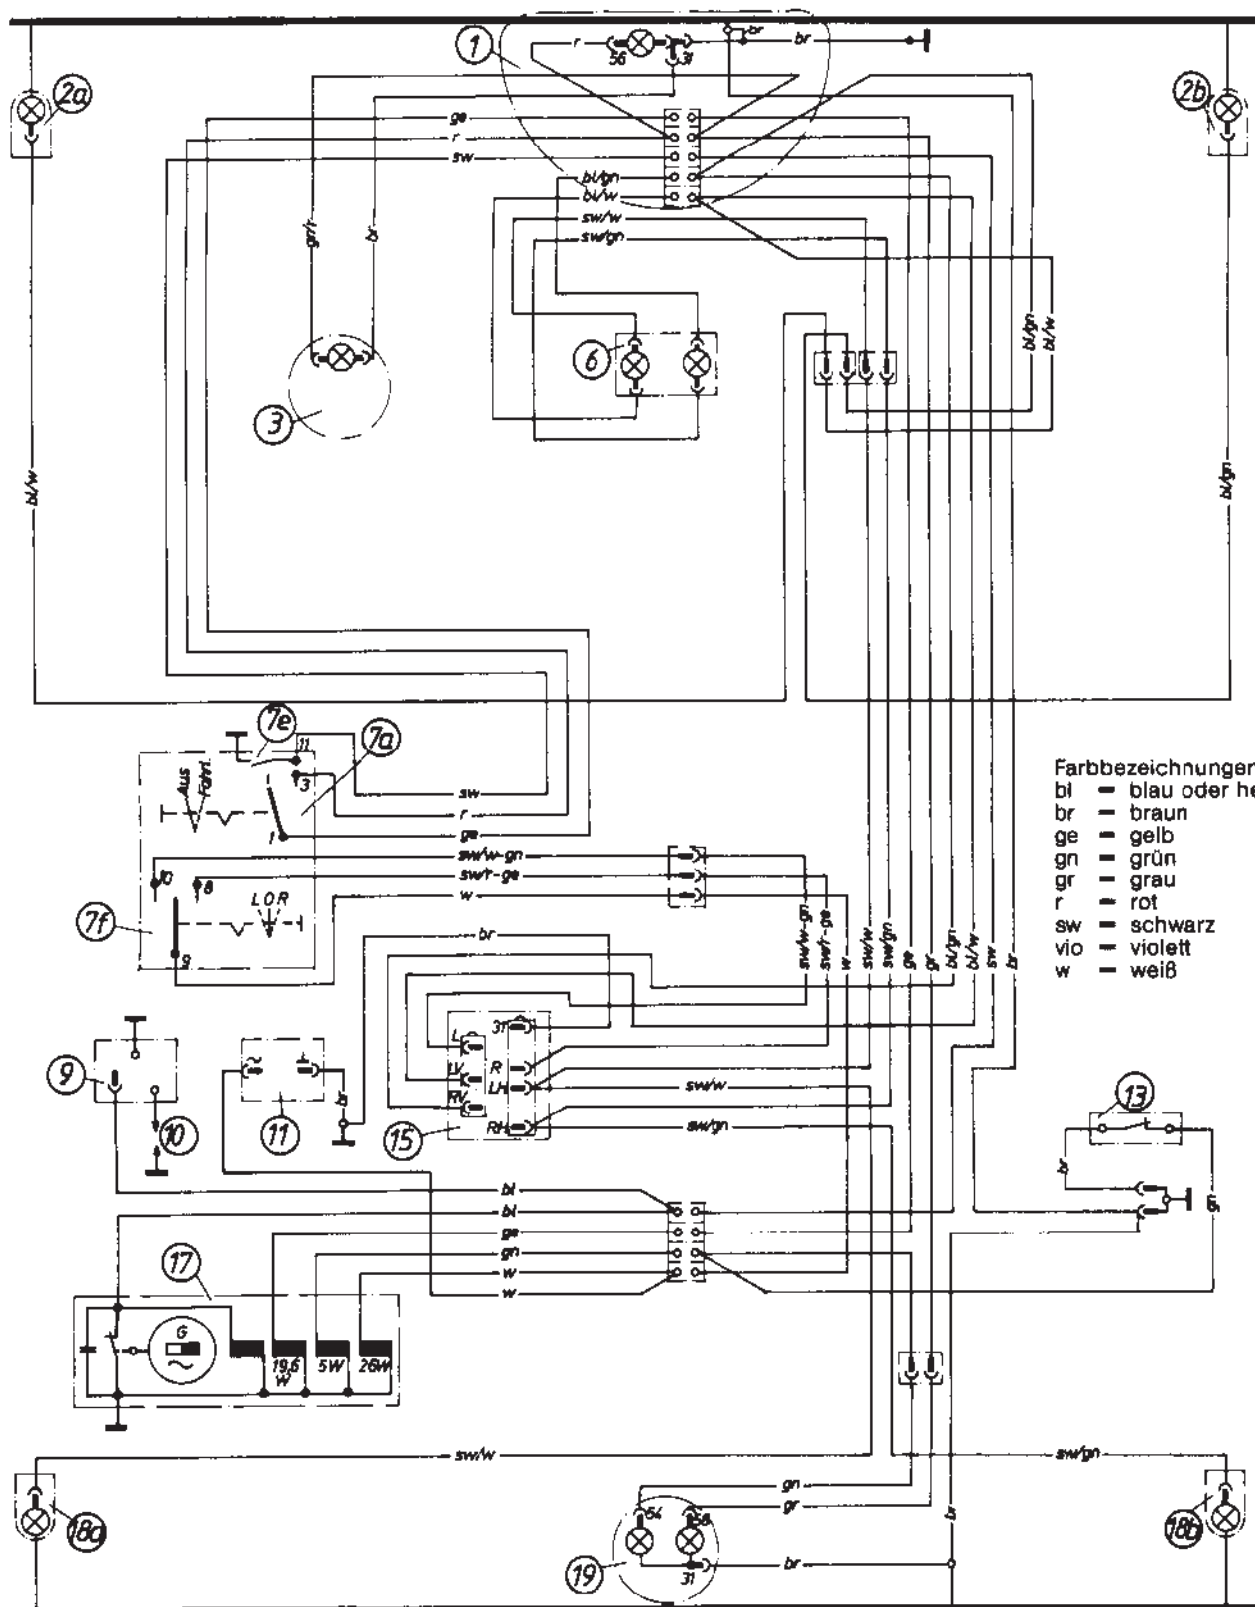 br
r
br
1
56
31
2a
2b
ge
r
sw
bl/gn
bl/w
sw/w
sw/gn
gn/r
br
6
bl/gn
bl/w
3
bl/w
bl/gn
7e
7a
11
Aus
Fahrl.
3
sw
r
1
ge
Farbbezeichnungen
bl = blau oder he
br = braun
ge = gelb
gn = grün
gr = grau
r = rot
sw = schwarz
vio = violett
w = weiß
sw/w-gn
10
8
sw/r-ge
w
L O R
7f
9
br
sw/w-gn
sw/r-ge
w
sw/w
sw/gn
ge
gr
bl/gn
bl/w
sw
br
31
L
R
LV
LH
RV
RH
sw/w
sw/gn
9
~
br
10
11
15
13
br
gn
bl
bl
ge
gn
w
w
17
G
~
19,6 W
5W
26W
sw/w
sw/gn
gn
gr
54
56
br
18a
18b
19
31
br